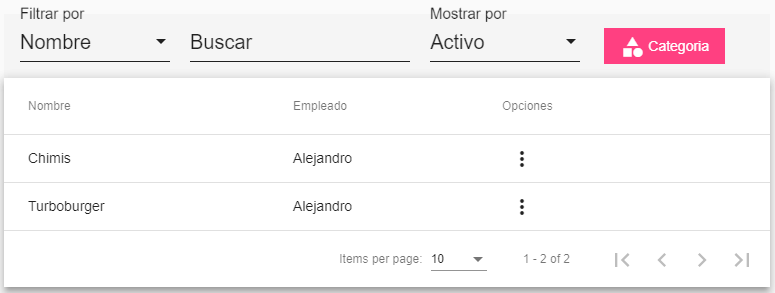 Filtrar por
Mostrar por
Nombre
Buscar
Activo
Categoria
Nombre Empleado Opciones
Chimis Alejandro
Turboburger Alejandro
Items per page: 10 1 - 2 of 2